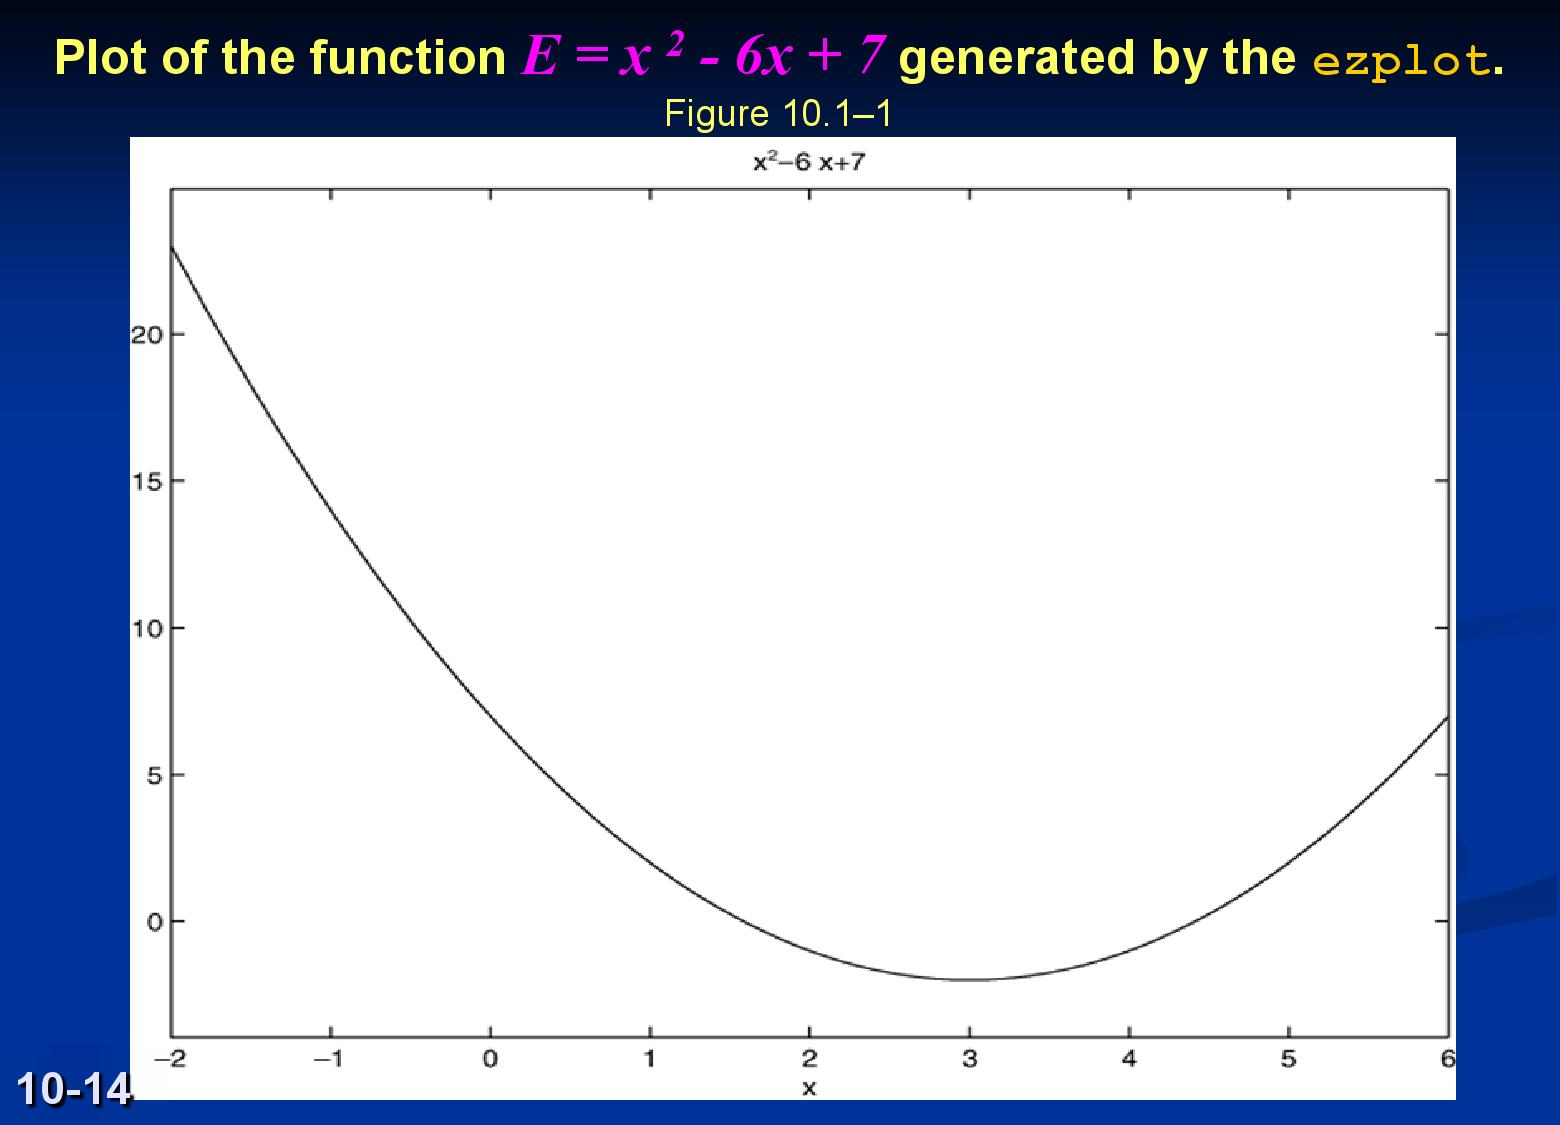 Plot of the function E = x ² - 6x + 7 generated by the ezplot.
Figure 10.1–1
x²−6 x+7
20
15
10
5
0
−2 −1 0 1 2 3 4 5 6
x
10-14